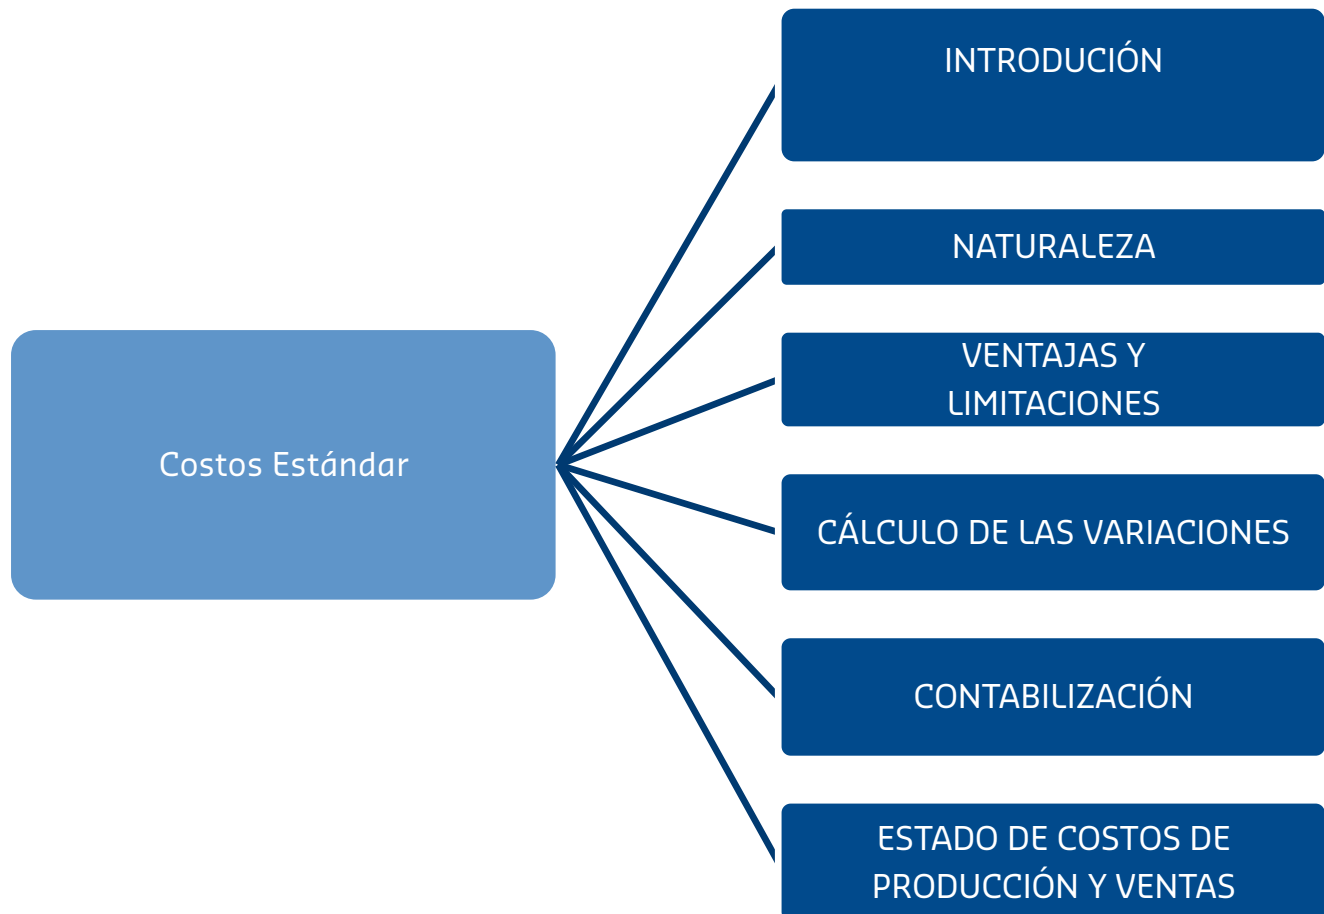 INTRODUCIÓN
NATURALEZA
VENTAJAS Y
LIMITACIONES
Costos Estándar
CÁLCULO DE LAS VARIACIONES
CONTABILIZACIÓN
ESTADO DE COSTOS DE
PRODUCCIÓN Y VENTAS